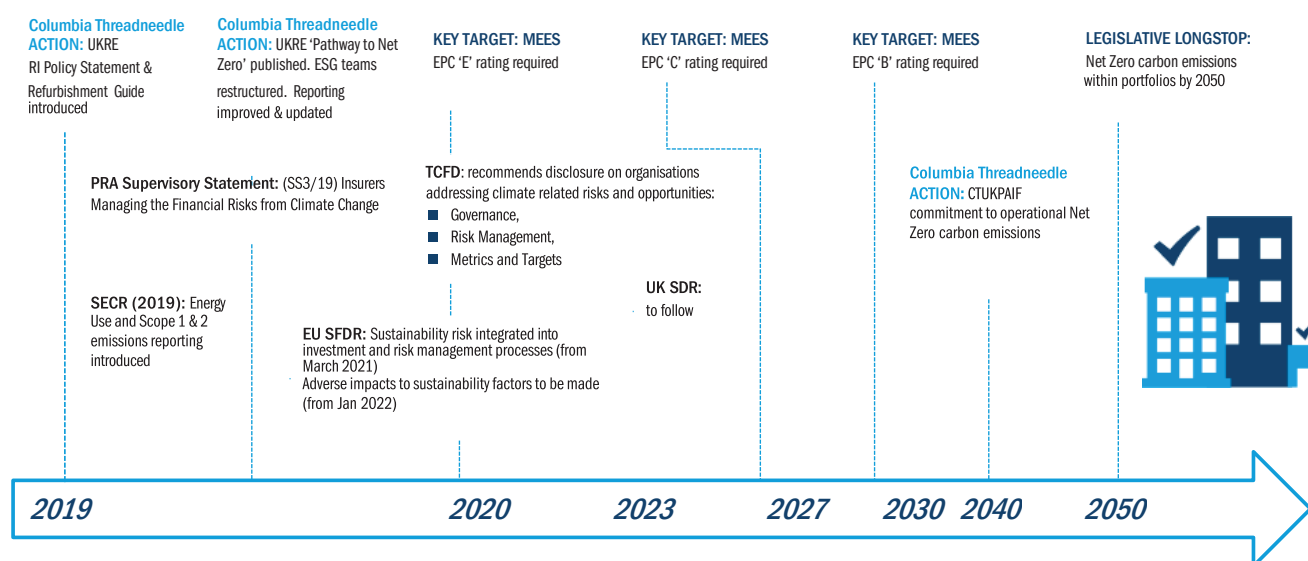 Columbia Threadneedle
ACTION: UKRE
RI Policy Statement &
Refurbishment Guide
introduced
Columbia Threadneedle
ACTION: UKRE ‘Pathway to Net
Zero’ published. ESG teams
restructured. Reporting
improved & updated
KEY TARGET: MEES
EPC ‘E’ rating required
KEY TARGET: MEES
EPC ‘C’ rating required
KEY TARGET: MEES
EPC ‘B’ rating required
LEGISLATIVE LONGSTOP:
Net Zero carbon emissions
within portfolios by 2050
PRA Supervisory Statement: (SS3/19) Insurers
Managing the Financial Risks from Climate Change
TCFD: recommends disclosure on organisations
addressing climate related risks and opportunities:
Governance,
Risk Management,
Metrics and Targets
Columbia Threadneedle
ACTION: CTUKPAIF
commitment to operational Net
Zero carbon emissions
SECR (2019): Energy
Use and Scope 1 & 2
emissions reporting
introduced
EU SFDR: Sustainability risk integrated into
investment and risk management processes (from
March 2021)
Adverse impacts to sustainability factors to be made
(from Jan 2022)
UK SDR:
to follow
2019
2020
2023
2027
2030
2040
2050